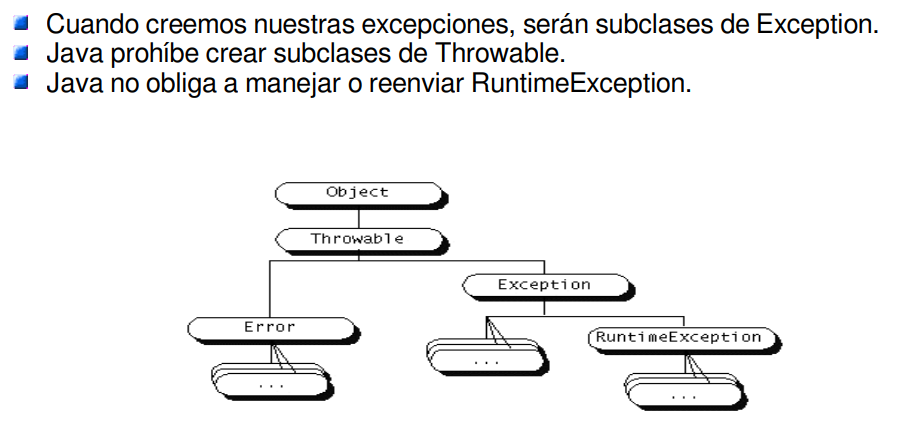 Cuando creemos nuestras excepciones, serán subclases de Exception.
Java prohíbe crear subclases de Throwable.
Java no obliga a manejar o reenviar RuntimeException.
Object
Throwable
Exception
Error
RuntimeException
...
...
...